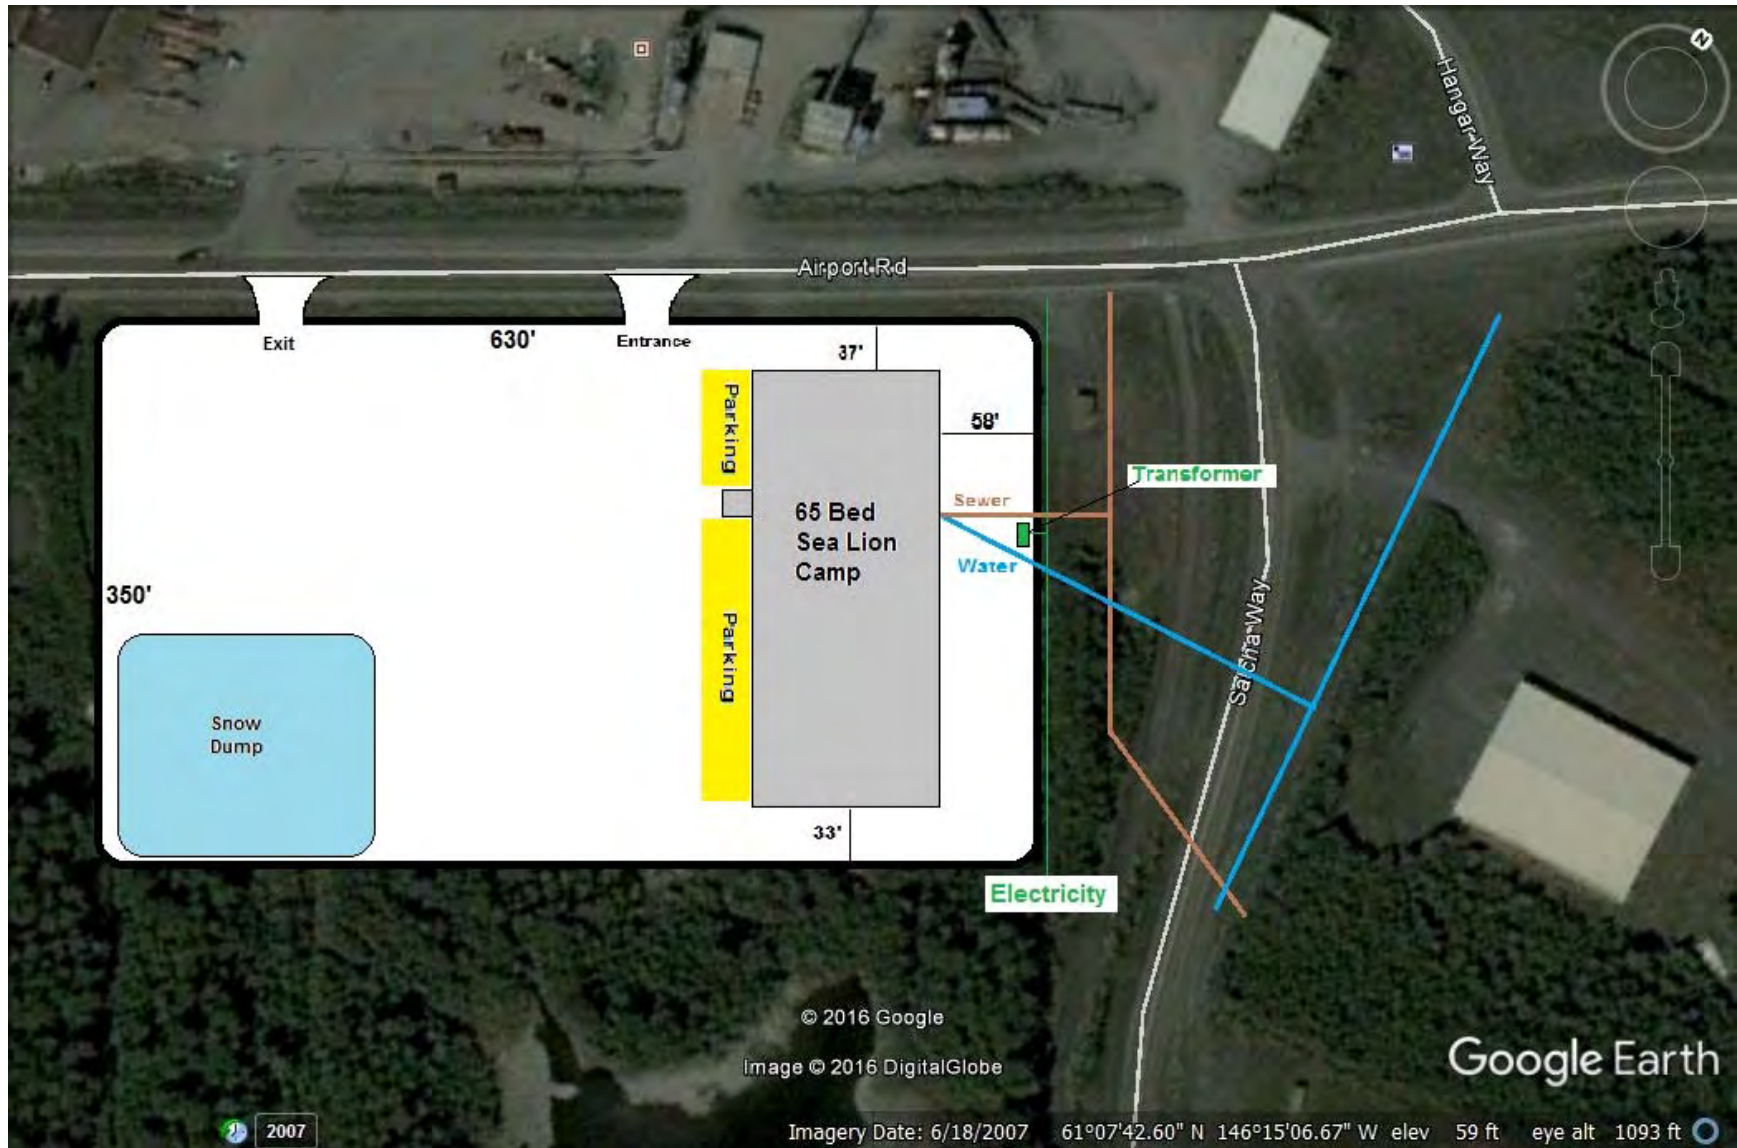 N
Hangar Way
Airport Rd
Exit
630'
Entrance
37'
Parking
58'
Transformer
Sewer
65 Bed
Sea Lion
Camp
Water
350'
Parking
Satcha Way
Snow
Dump
33'
Electricity
© 2016 Google
Image © 2016 DigitalGlobe
Google Earth
2007
Imagery Date: 6/18/2007 61°07'42.60" N 146°15'06.67" W elev 59 ft eye alt 1093 ft